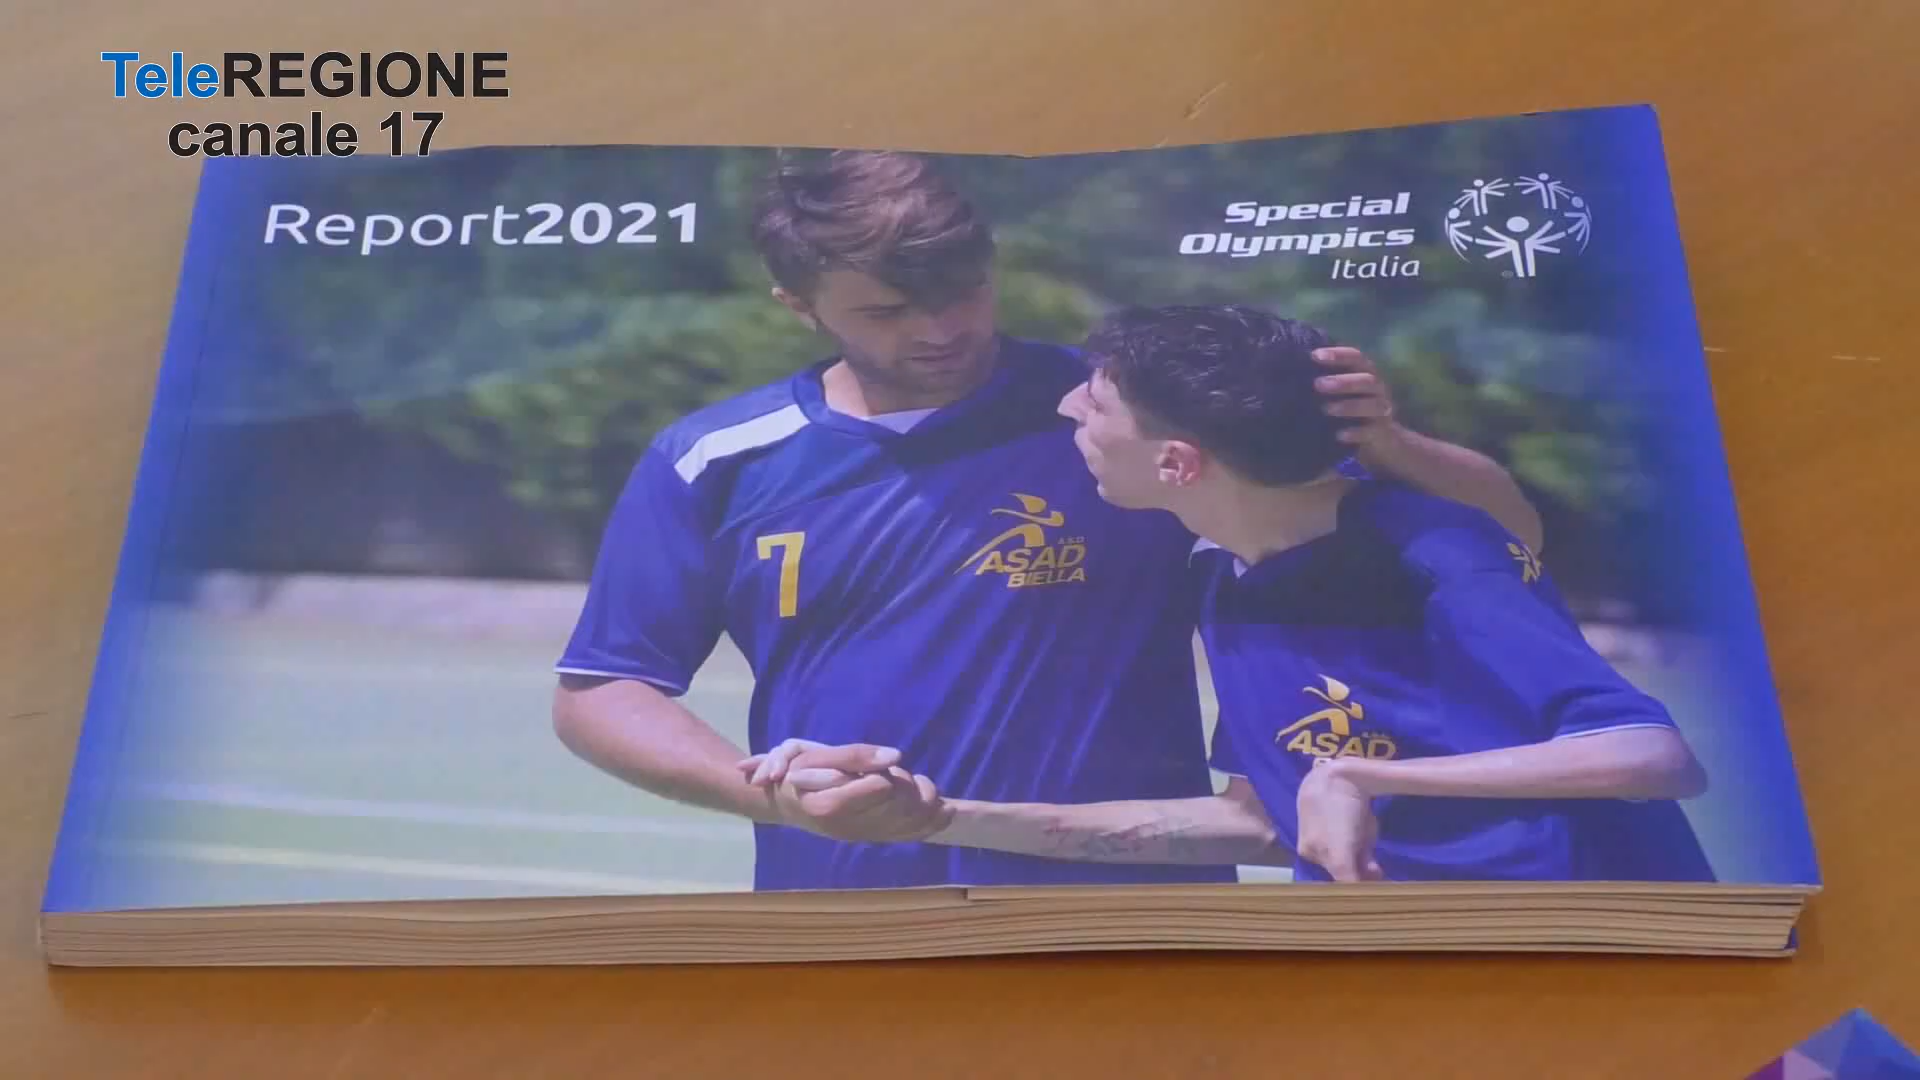 TeleREGIONE
canale 17
Report2021
Special
Olympics
Italia
7
A.S.D
ASAD
BIELLA
ASAD